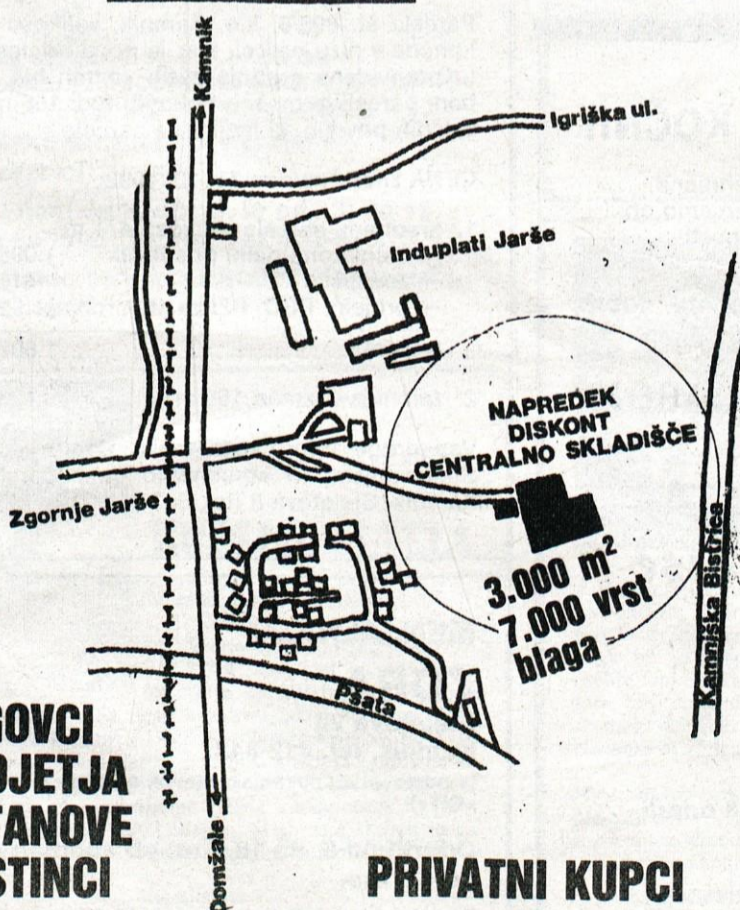 Kamnik
Igriška ul.
Induplati Jarše
NAPREDEK
DISKONT
CENTRALNO SKLADIŠČE
Zgornje Jarše
3.000 m²
7.000 vrst
blaga
Kamniška Bistrica
Pšata
GOVCI
DJETJA
TANOVE
STINCI
Domžale
PRIVATNI KUPCI